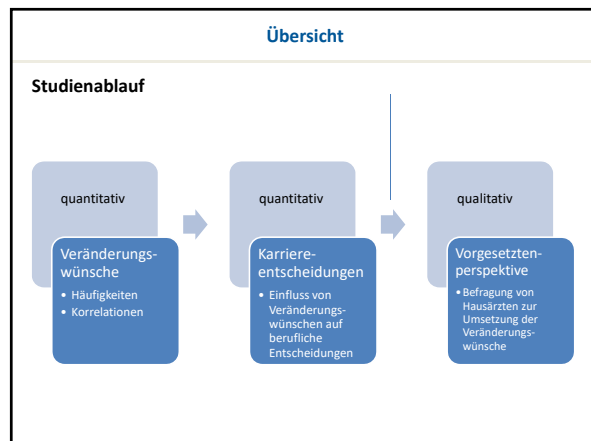 Übersicht
Studienablauf
quantitativ
Veränderungs-
wünsche
• Häufigkeiten
• Korrelationen
quantitativ
Karriere-
entscheidungen
• Einfluss von
Veränderungs-
wünschen auf
berufliche
Entscheidungen
qualitativ
Vorgesetzten-
perspektive
• Befragung von
Hausärzten zur
Umsetzung der
Veränderungs-
wünsche